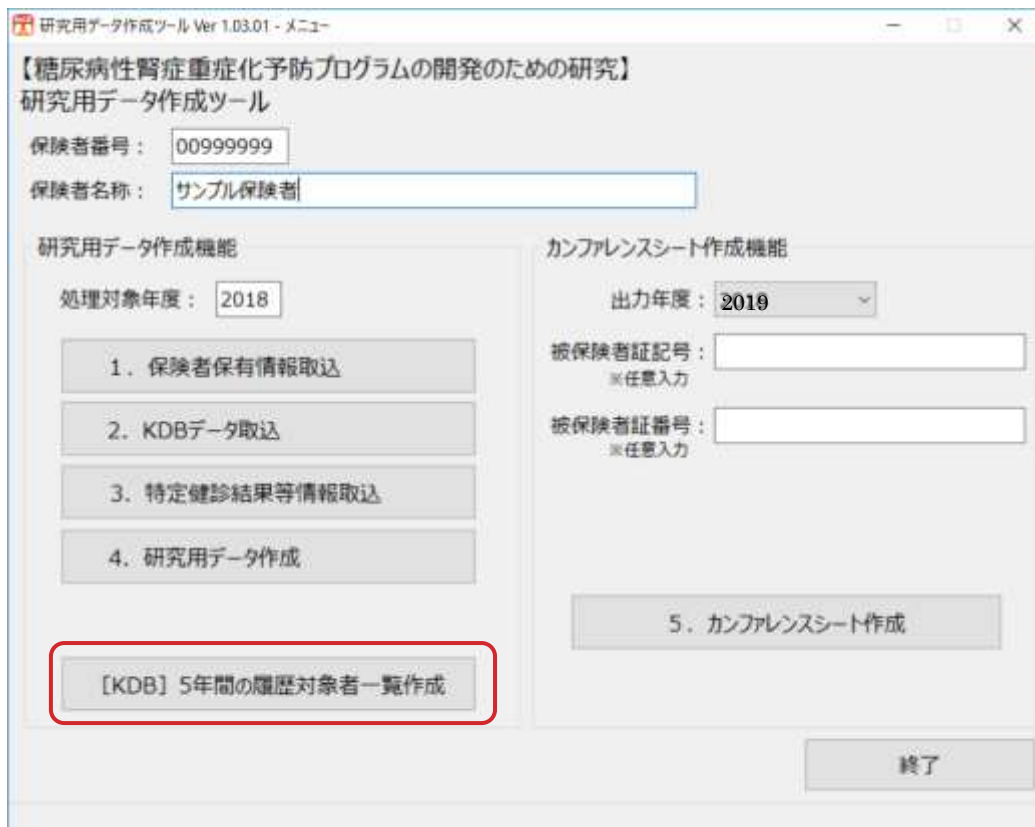 研究用データ作成ツール Ver 1.03.01 - メニュー
【糖尿病性腎症重症化予防プログラムの開発のための研究】
研究用データ作成ツール
保険者番号： 00999999
保険者名称： サンプル保険者
研究用データ作成機能
処理対象年度： 2018
1．保険者保有情報取込
2．KDBデータ取込
3．特定健診結果等情報取込
4．研究用データ作成
［KDB］5年間の履歴対象者一覧作成
カンファレンスシート作成機能
出力年度： 2019
被保険者証記号：
※任意入力
被保険者証番号：
※任意入力
5．カンファレンスシート作成
終了